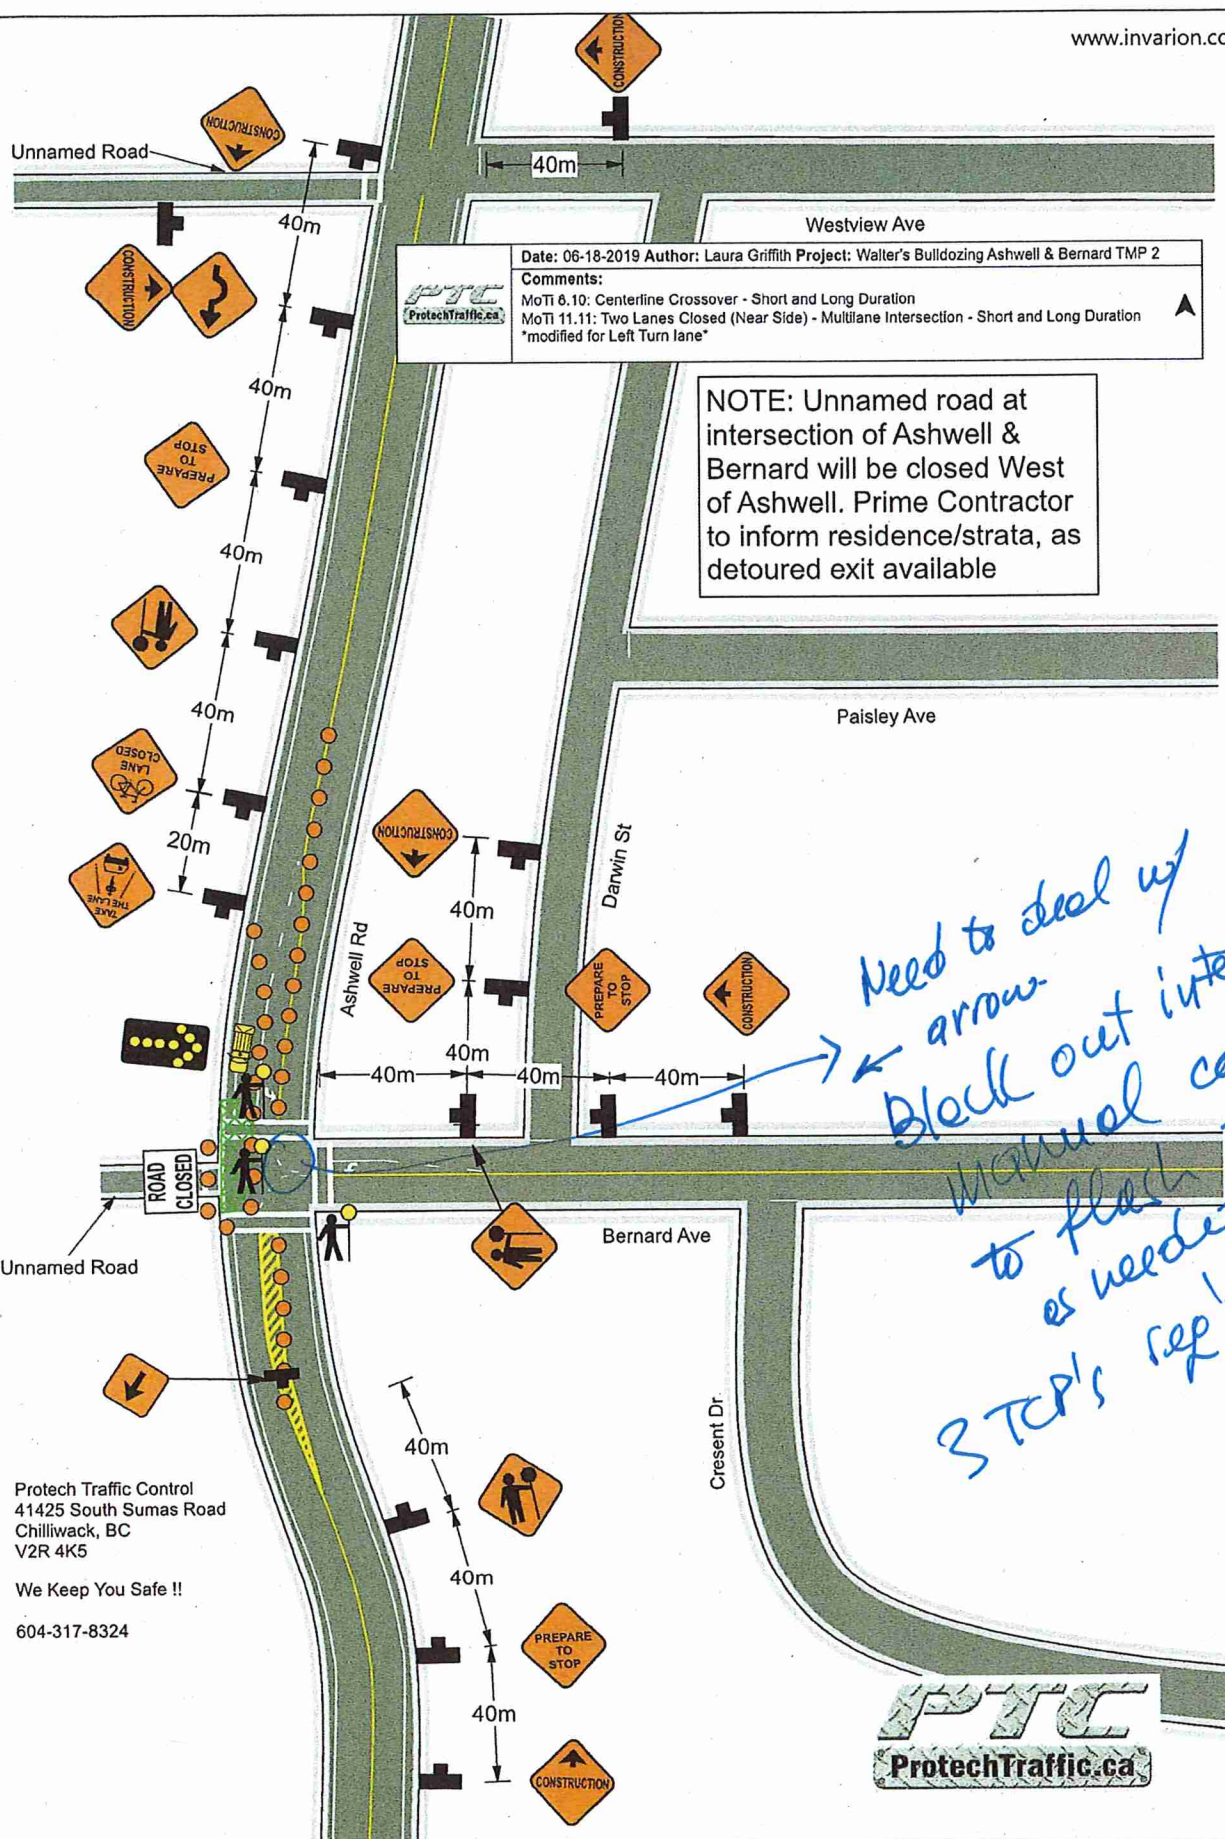 www.invarion.co
CONSTRUCTION
CONSTRUCTION
Unnamed Road
40m
40m
Westview Ave
CONSTRUCTION
PTC
ProtechTraffic.ca
Date: 06-18-2019 Author: Laura Griffith Project: Walter's Bulldozing Ashwell & Bernard TMP 2
Comments:
MoTI 6.10: Centerline Crossover - Short and Long Duration
MoTI 11.11: Two Lanes Closed (Near Side) - Multilane Intersection - Short and Long Duration
*modified for Left Turn lane*
40m
NOTE: Unnamed road at
intersection of Ashwell &
Bernard will be closed West
of Ashwell. Prime Contractor
to inform residence/strata, as
detoured exit available
PREPARE
TO
STOP
40m
40m
Paisley Ave
LANE
CLOSED
20m
TAKE
THE LANE
CONSTRUCTION
Darwin St
40m
Ashwell Rd
PREPARE
TO
STOP
PREPARE
TO
STOP
CONSTRUCTION
40m
40m
40m
40m
Need to deal w/
arrow
Black out
manual
to flash
as
3 TCP's
ROAD
CLOSED
Unnamed Road
Bernard Ave
Cresent Dr
40m
40m
PREPARE
TO
STOP
40m
CONSTRUCTION
Protech Traffic Control
41425 South Sumas Road
Chilliwack, BC
V2R 4K5
We Keep You Safe !!
604-317-8324
PTC
ProtechTraffic.ca